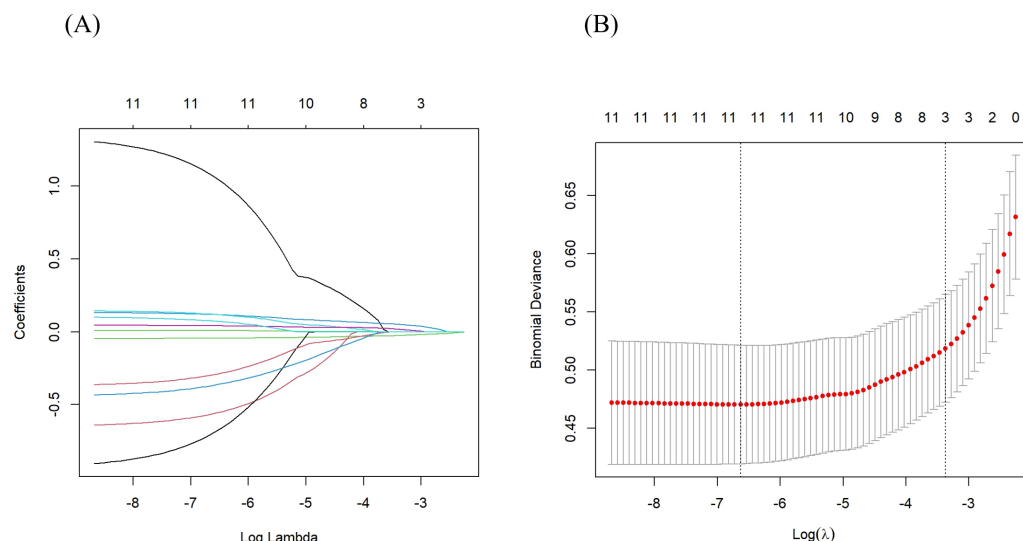 (A)
(B)
11 11 11 10 8 3
Coefficients
1.0
0.5
0.0
-0.5
-8 -7 -6 -5 -4 -3
Log Lambda
11 11 11 11 11 11 11 11 10 9 8 8 3 3 2 0
Binomial Deviance
0.65
0.60
0.55
0.50
0.45
-8 -7 -6 -5 -4 -3
Log(λ)